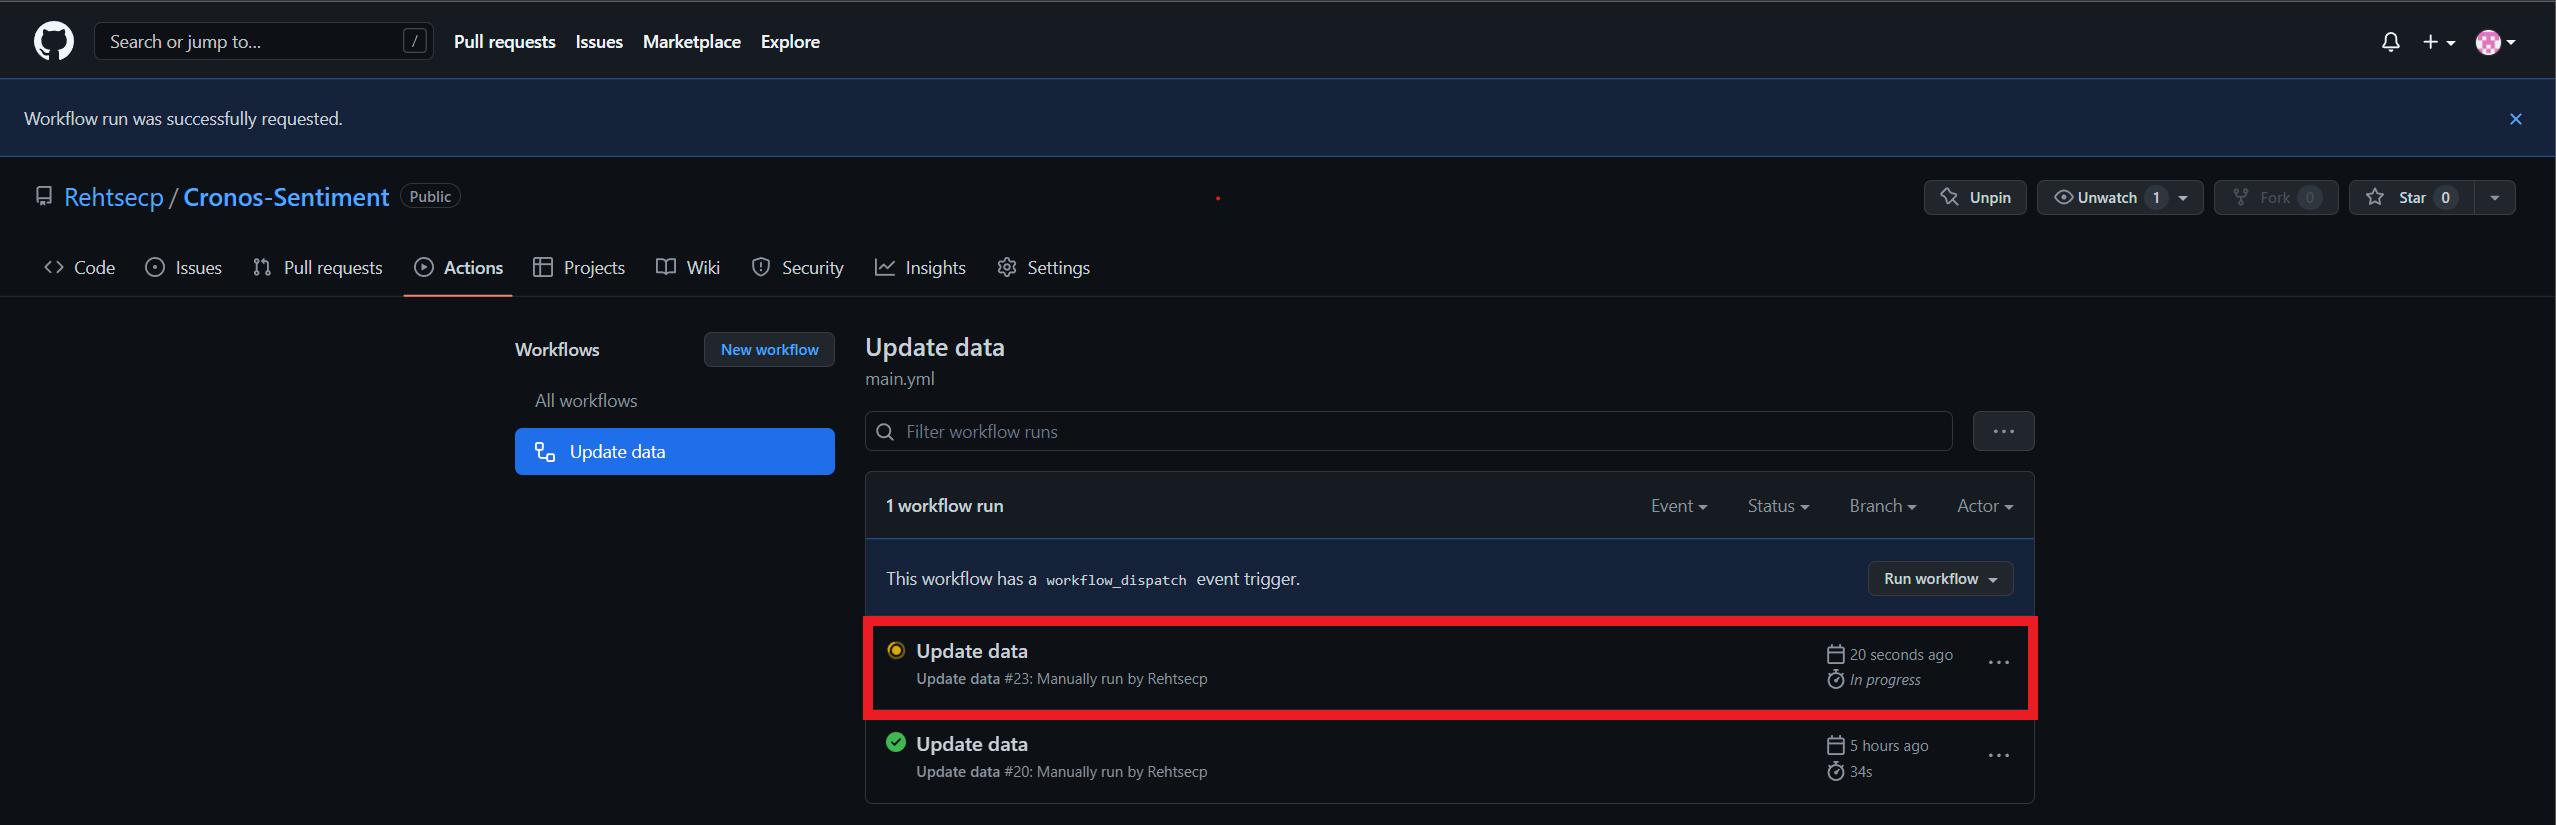 Search or jump to... /
Pull requests Issues Marketplace Explore
Workflow run was successfully requested.
Rehtsecp / Cronos-Sentiment Public
Unpin Unwatch 1 Fork 0 Star 0
Code Issues Pull requests Actions Projects Wiki Security Insights Settings
Workflows New workflow
All workflows
Update data
Update data
main.yml
Filter workflow runs
1 workflow run Event Status Branch Actor
This workflow has a workflow_dispatch event trigger. Run workflow
Update data
Update data #23: Manually run by Rehtsecp
20 seconds ago
In progress
Update data
Update data #20: Manually run by Rehtsecp
5 hours ago
34s